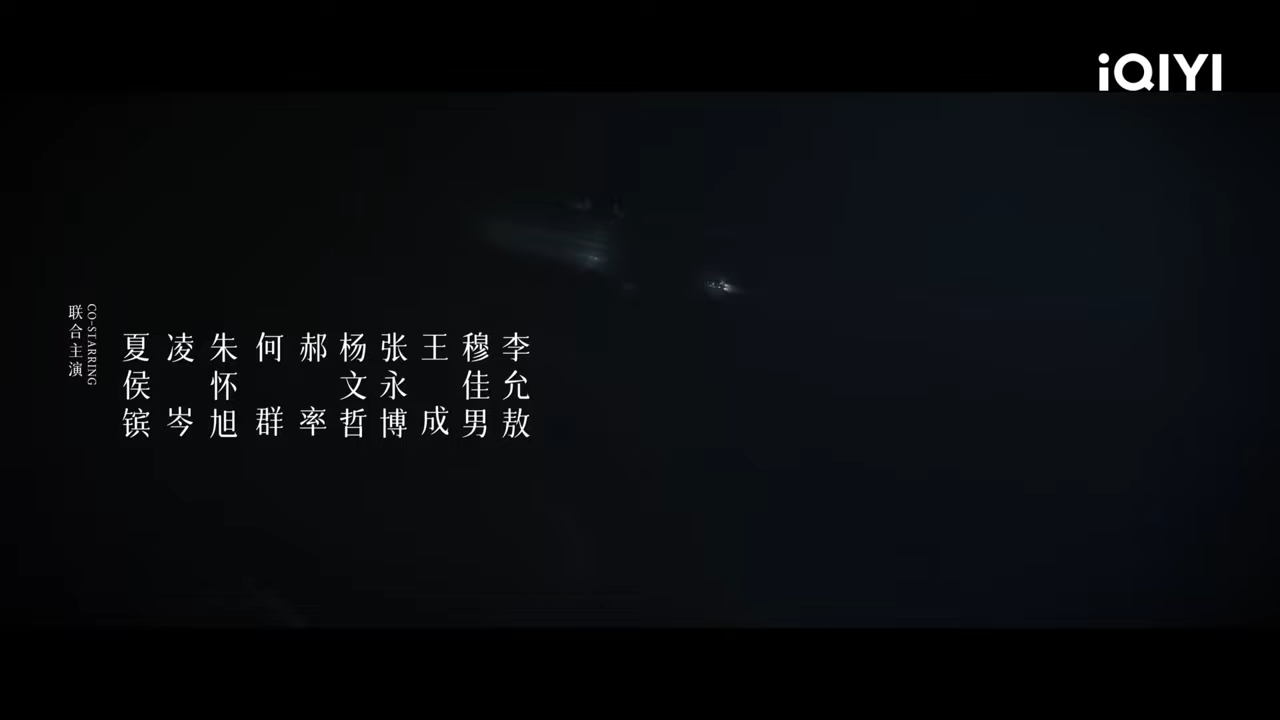 iQIYI
联合主演
CO-STARRING
夏侯镔
凌岑
朱怀旭
何群
郝率
杨文哲
张永博
王成
穆佳男
李允敖